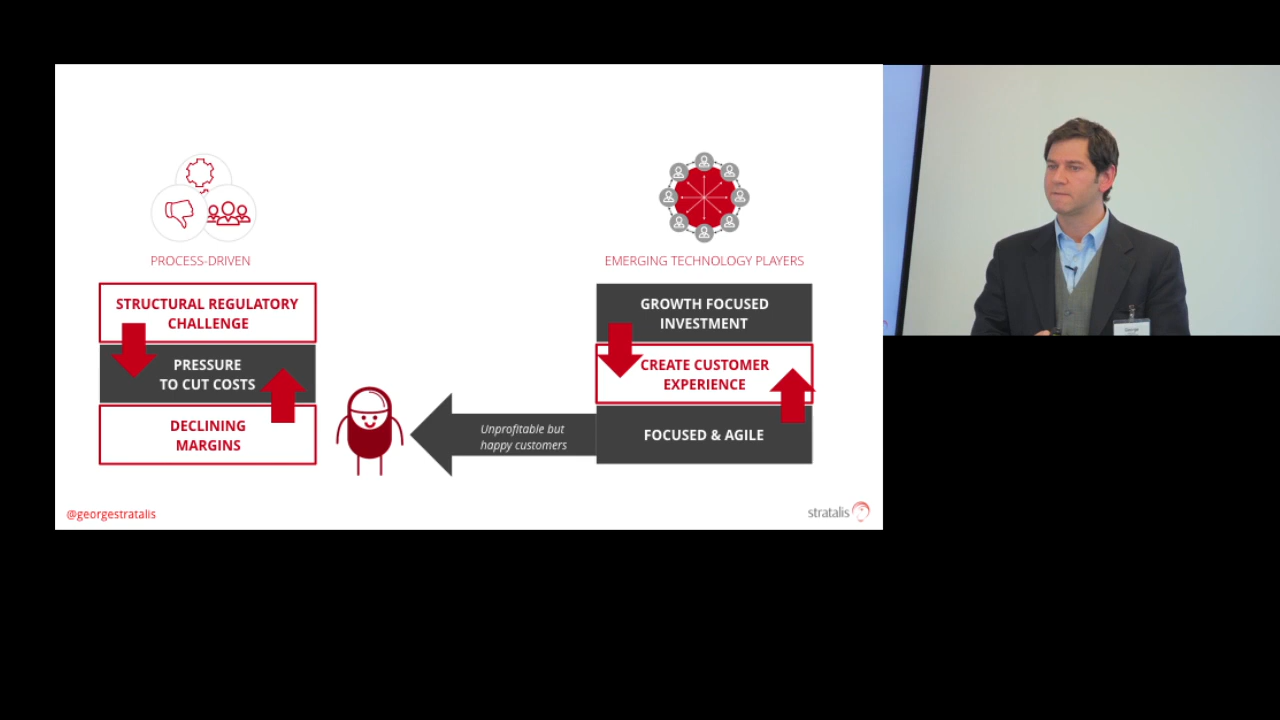 PROCESS-DRIVEN
STRUCTURAL REGULATORY
CHALLENGE
PRESSURE
TO CUT COSTS
DECLINING
MARGINS
Unprofitable but
happy customers
EMERGING TECHNOLOGY PLAYERS
GROWTH FOCUSED
INVESTMENT
CREATE CUSTOMER
EXPERIENCE
FOCUSED & AGILE
@georgestratalis
stratalis
George